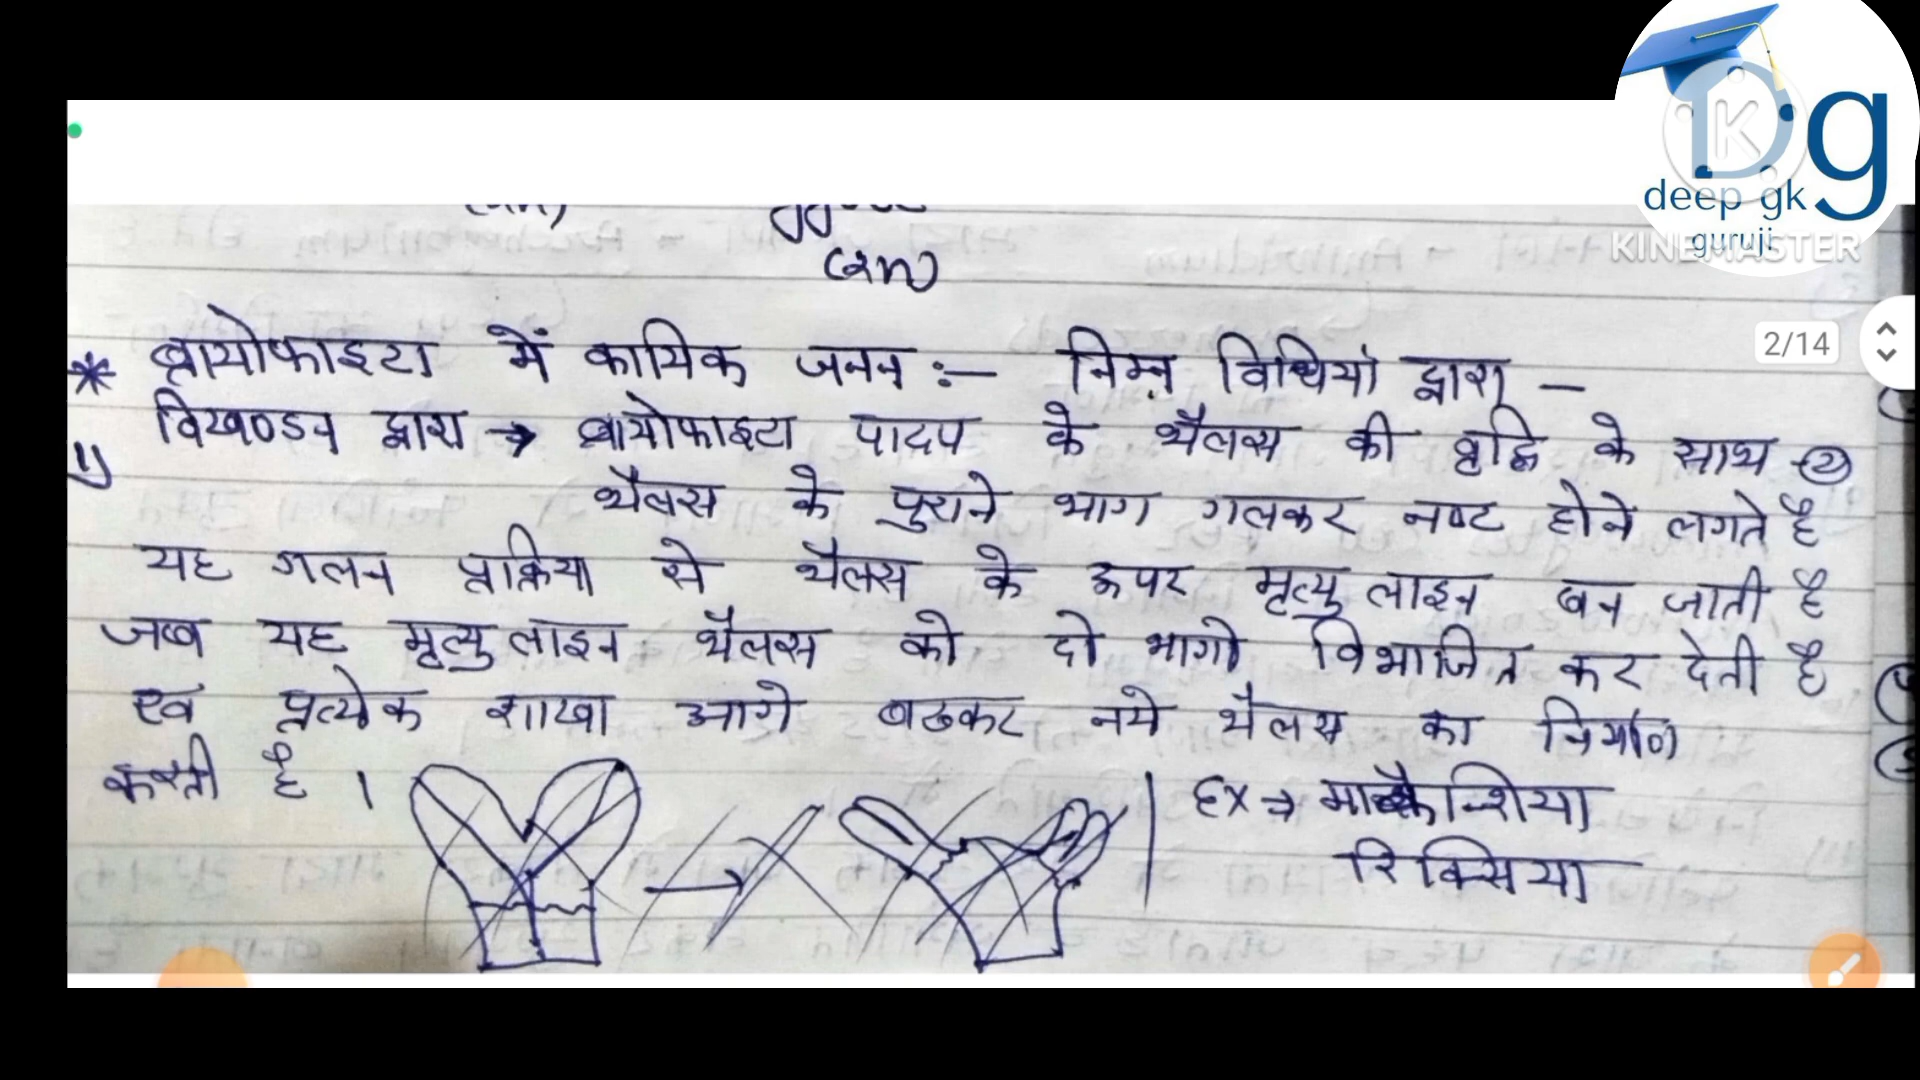 deep gk
guruji
KINEMASTER
2/14
(2n)
* ब्रायोफाइटा में कायिक जनन :- निम्न विधियों द्वारा -
1) विखण्डन द्वारा → ब्रायोफाइटा पादप के थैलस की वृद्धि के साथ -2
थैलस के पुराने भाग गलकर नष्ट होने लगते है
यह गलन प्रक्रिया से थैलस के ऊपर मृत्यु लाइन बन जाती है
जब यह मृत्यु लाइन थैलस को दो भागो विभाजित कर देती है
एव प्रत्येक शाखा आगे बढकर नये थैलस का निर्माण
करती है ।
Ex → मार्केन्शिया
रिक्सिया